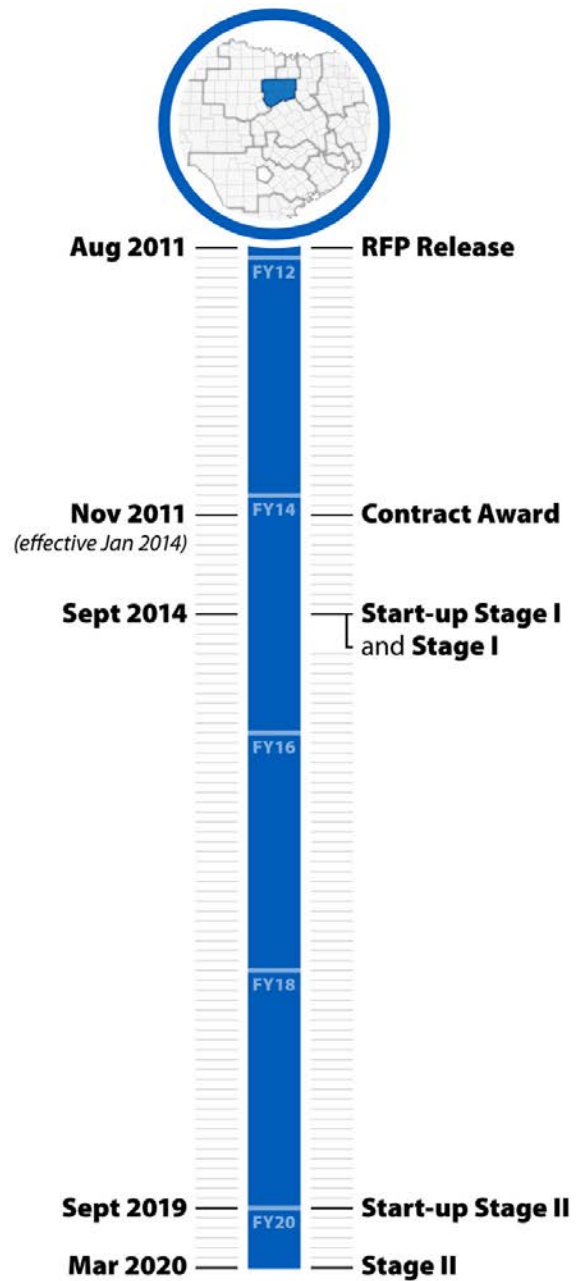 Aug 2011 RFP Release
FY12
Nov 2011 FY14 Contract Award
(effective Jan 2014)
Sept 2014 Start-up Stage I
and Stage I
FY16
FY18
Sept 2019 Start-up Stage II
FY20
Mar 2020 Stage II